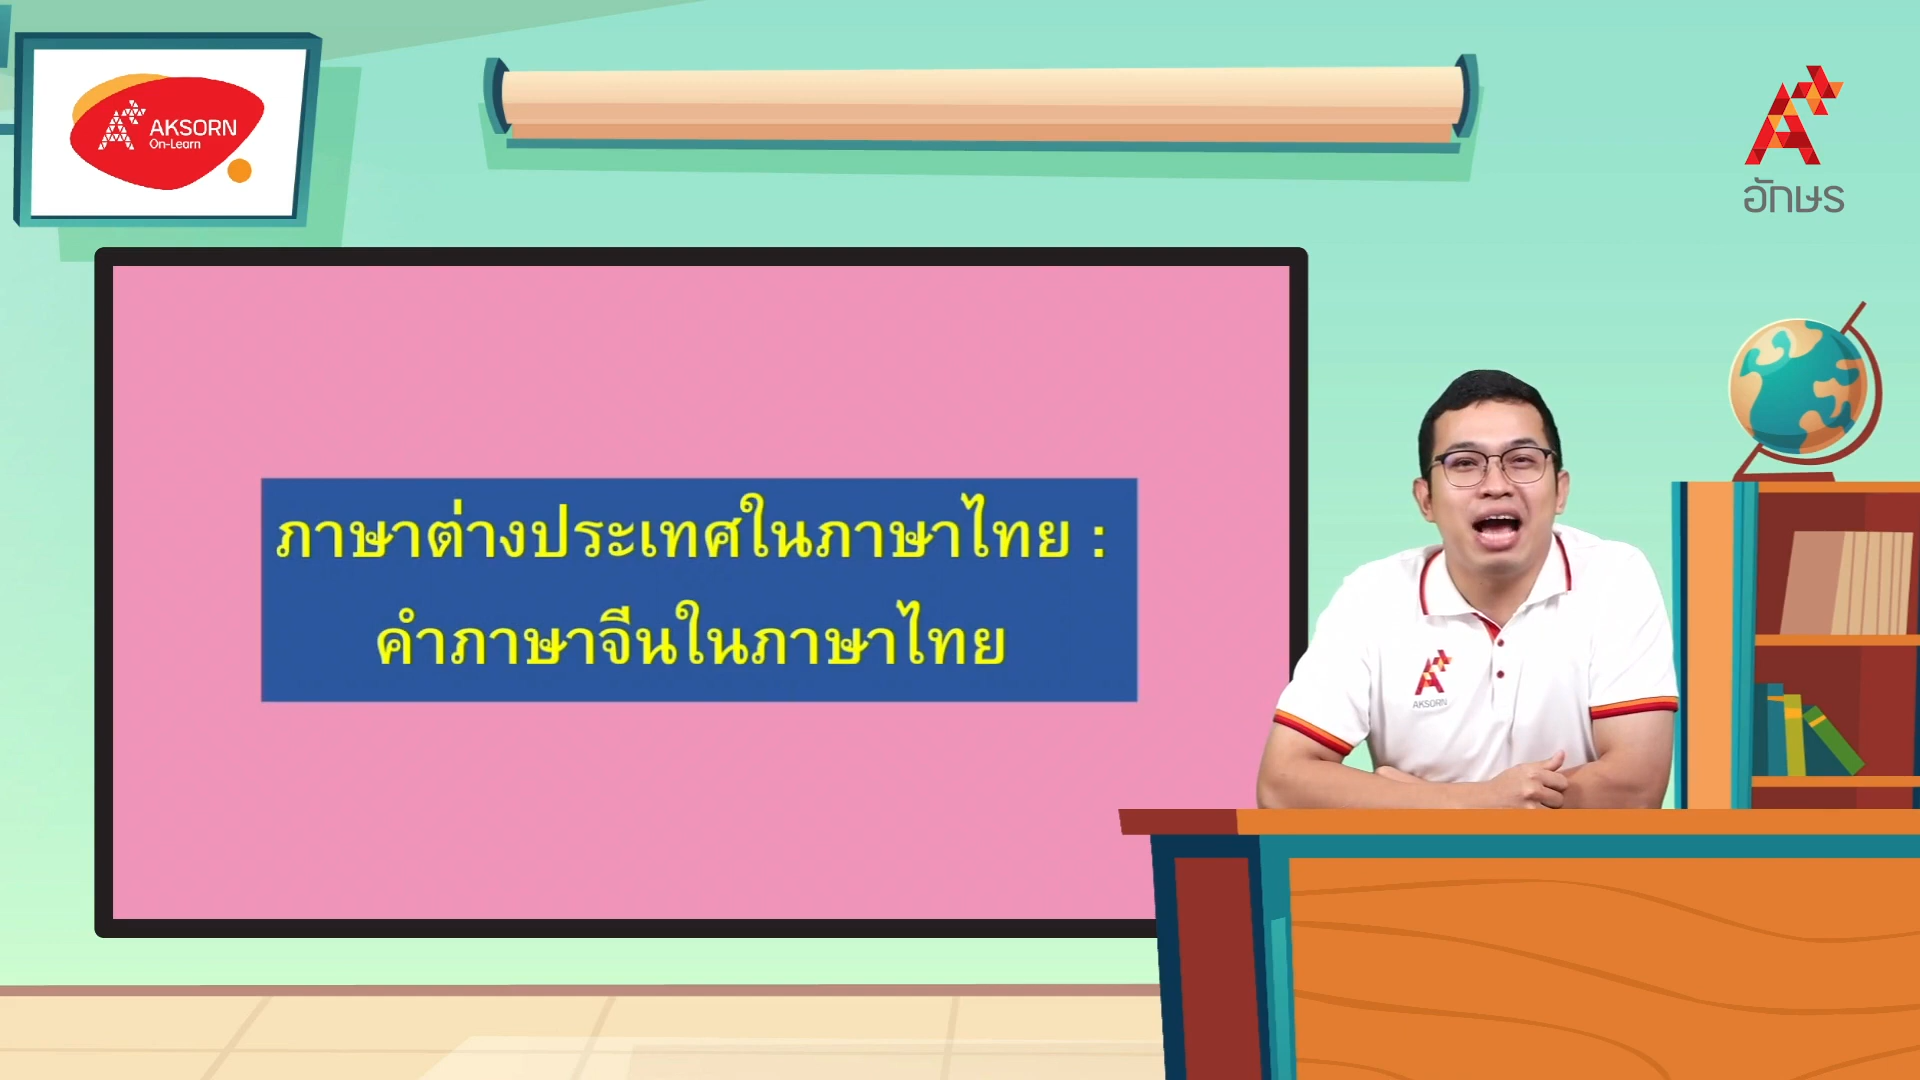 AKSORN
On-Learn
อักษร
ภาษาต่างประเทศในภาษาไทย :
คำภาษาจีนในภาษาไทย
AKSORN